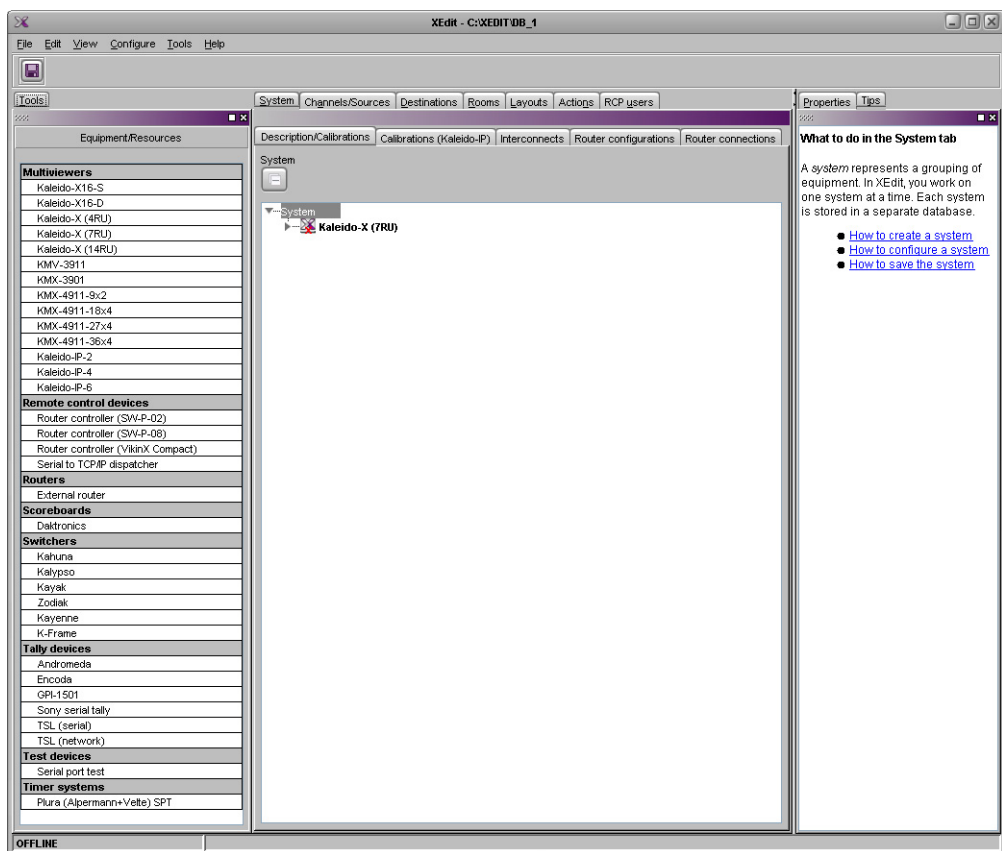 XEdit - C:\XEDIT\DB_1
File Edit View Configure Tools Help
Tools
Equipment/Resources
Multiviewers
Kaleido-X16-S
Kaleido-X16-D
Kaleido-X (4RU)
Kaleido-X (7RU)
Kaleido-X (14RU)
KMV-3911
KMX-3901
KMX-4911-9x2
KMX-4911-18x4
KMX-4911-27x4
KMX-4911-36x4
Kaleido-IP-2
Kaleido-IP-4
Kaleido-IP-6
Remote control devices
Router controller (SW-P-02)
Router controller (SW-P-08)
Router controller (VikinX Compact)
Serial to TCP/IP dispatcher
Routers
External router
Scoreboards
Daktronics
Switchers
Kahuna
Kalypso
Kayak
Zodiak
Kayenne
K-Frame
Tally devices
Andromeda
Encoda
GPI-1501
Sony serial tally
TSL (serial)
TSL (network)
Test devices
Serial port test
Timer systems
Plura (Alpermann+Velte) SPT
System Channels/Sources Destinations Rooms Layouts Actions RCP users
Description/Calibrations Calibrations (Kaleido-IP) Interconnects Router configurations Router connections
System
System
Kaleido-X (7RU)
Properties Tips
What to do in the System tab
A system represents a grouping of
equipment. In XEdit, you work on
one system at a time. Each system
is stored in a separate database.
How to create a system
How to configure a system
How to save the system
OFFLINE